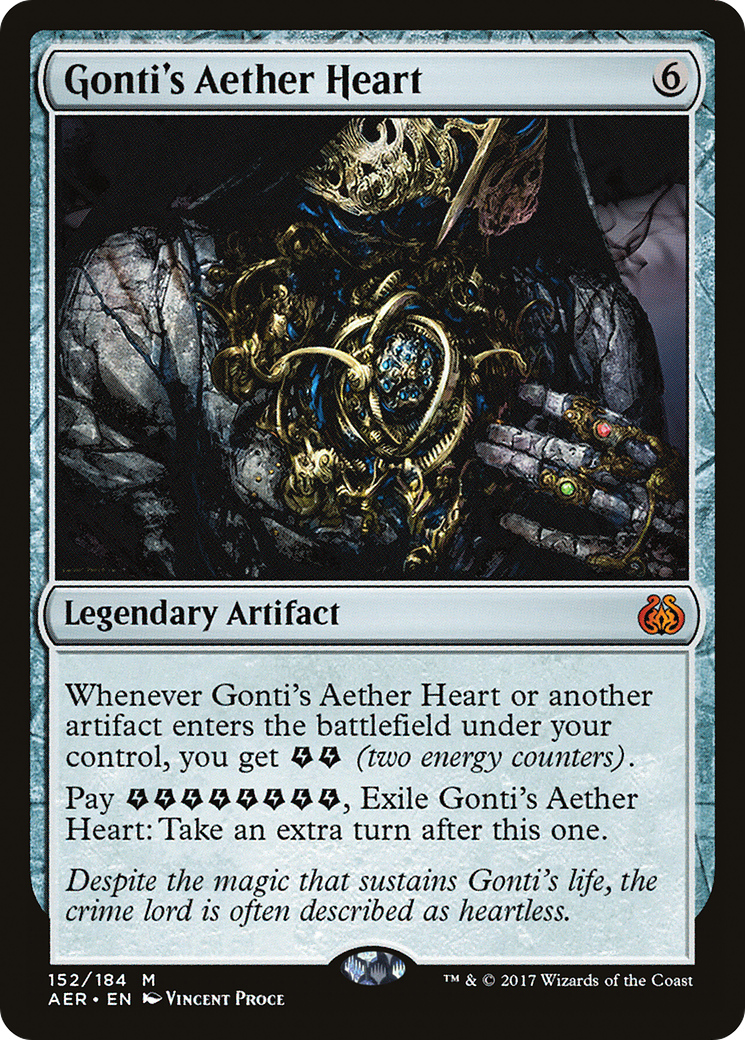 Gonti's Aether Heart 6
Legendary Artifact
Whenever Gonti's Aether Heart or another
artifact enters the battlefield under your
control, you get (two energy counters).
Pay , Exile Gonti's Aether
Heart: Take an extra turn after this one.
Despite the magic that sustains Gonti's life, the
crime lord is often described as heartless.
152/184 M
™ & © 2017 Wizards of the Coast
AER • EN Vincent Proce